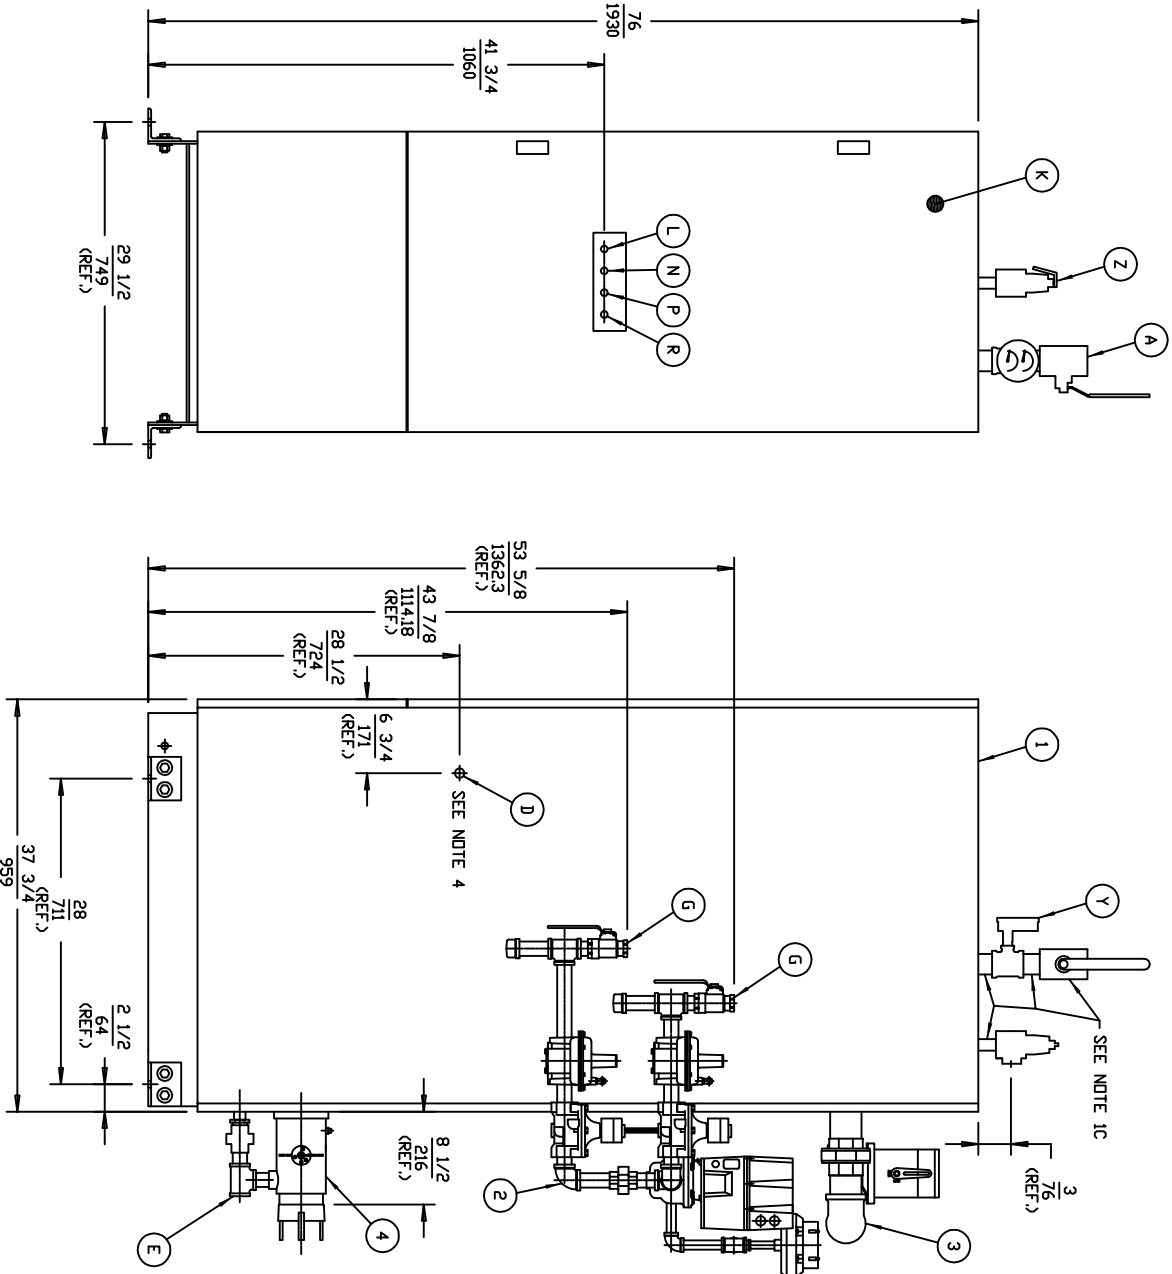 76
1930
41 3/4
1060
29 1/2
749
(REF.)
K
Z
A
L
N
P
R
53 5/8
1362.3
(REF.)
43 7/8
1114.18
(REF.)
28 1/2
724
(REF.)
6 3/4
171
(REF.)
D
SEE NOTE 4
1
G
G
Y
SEE NOTE 1C
3
76
(REF.)
28
711
(REF.)
37 3/4
959
2 1/2
64
(REF.)
8 1/2
216
(REF.)
E
4
2
3